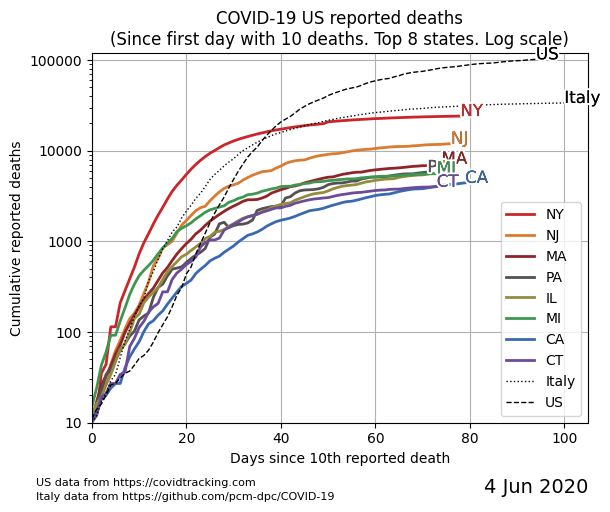 COVID-19 US reported deaths
(Since first day with 10 deaths. Top 8 states. Log scale)
Cumulative reported deaths
100000
10000
1000
100
10
US
Italy
NY
NJ
MA
MI
CA
CT
NY
NJ
MA
PA
IL
MI
CA
CT
Italy
US
0
20
40
60
80
100
Days since 10th reported death
US data from https://covidtracking.com
Italy data from https://github.com/pcm-dpc/COVID-19
4 Jun 2020